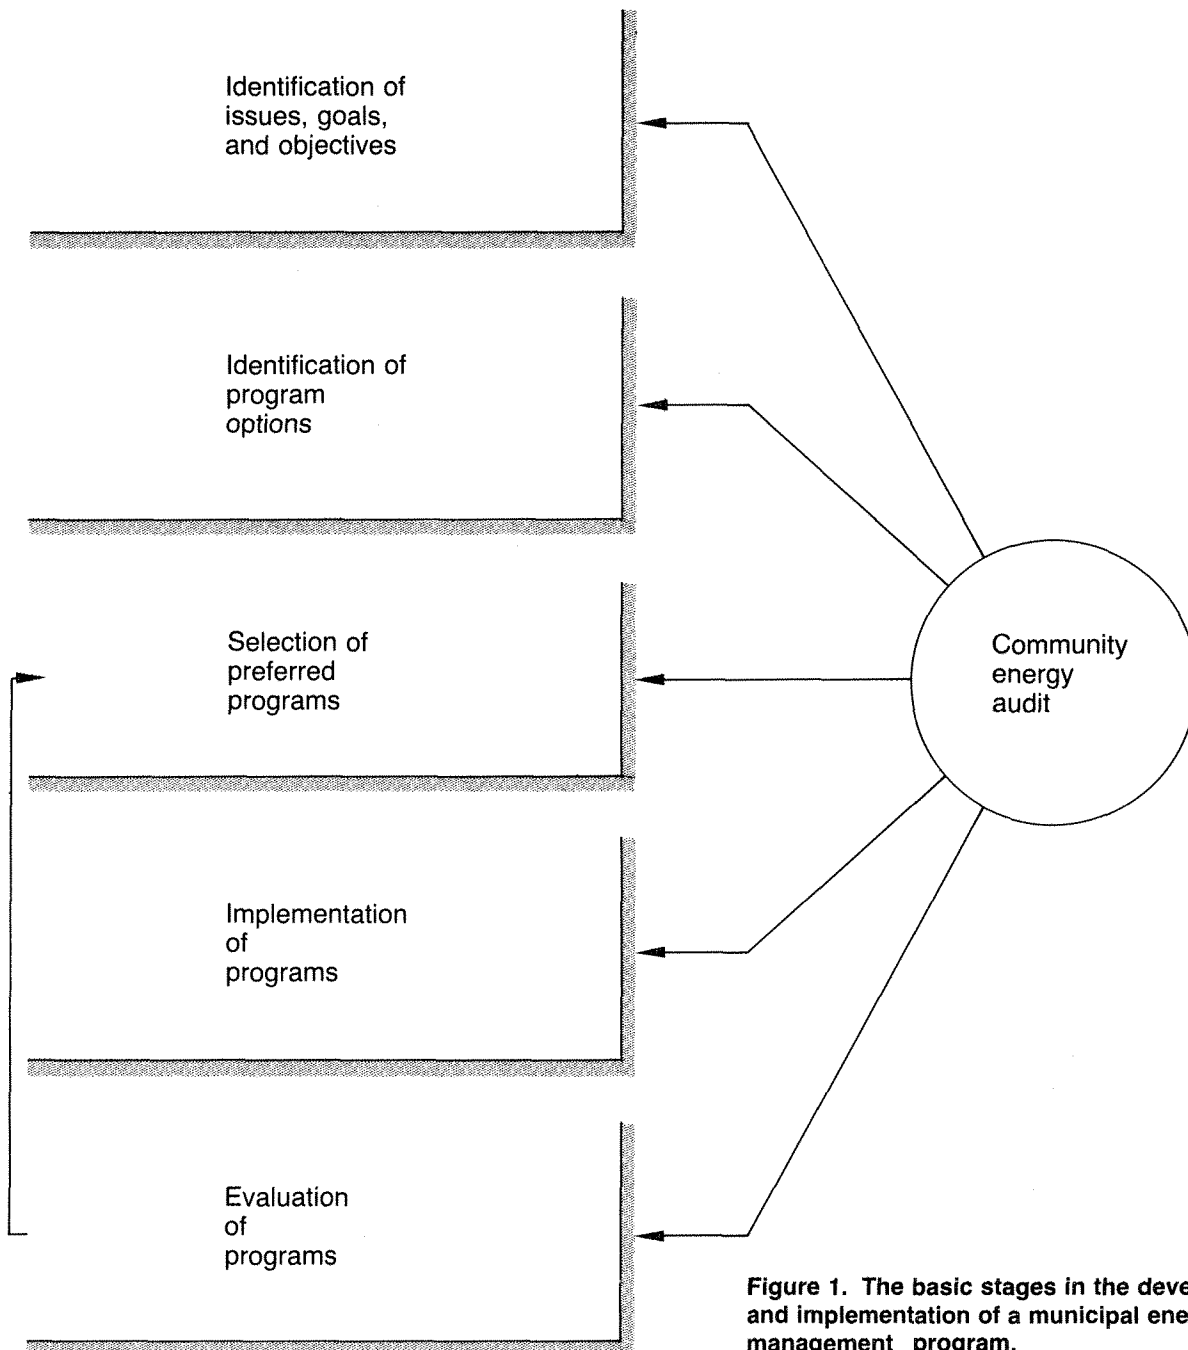 Identification of
issues, goals,
and objectives
Identification of
program
options
Selection of
preferred
programs
Community
energy
audit
Implementation
of
programs
Evaluation
of
programs
Figure 1. The basic stages in the deve
and implementation of a municipal ene
management program.